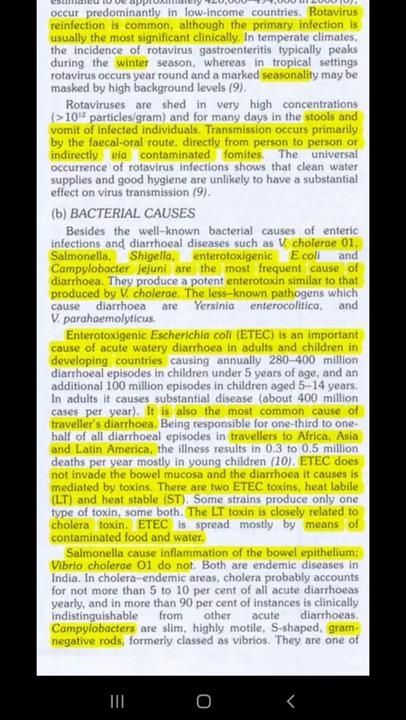 occur predominantly in low-income countries. Rotavirus
reinfection is common, although the primary infection is
usually the most significant clinically. In temperate climates,
the incidence of rotavirus gastroenteritis typically peaks
during the winter season, whereas in tropical settings
rotavirus occurs year round and a marked seasonality may be
masked by high background levels (9).
Rotaviruses are shed in very high concentrations
(>10¹² particles/gram) and for many days in the stools and
vomit of infected individuals. Transmission occurs primarily
by the faecal-oral route, directly from person to person or
indirectly via contaminated fomites. The universal
occurrence of rotavirus infections shows that clean water
supplies and good hygiene are unlikely to have a substantial
effect on virus transmission (9).
(b) BACTERIAL CAUSES
Besides the well-known bacterial causes of enteric
infections and diarrhoeal diseases such as V. cholerae 01,
Salmonella, Shigella, enterotoxigenic E.coli and
Campylobacter jejuni are the most frequent cause of
diarrhoea. They produce a potent enterotoxin similar to that
produced by V. cholerae. The less-known pathogens which
cause diarrhoea are Yersinia enterocolitica, and
V. parahaemolyticus.
Enterotoxigenic Escherichia coli (ETEC) is an important
cause of acute watery diarrhoea in adults and children in
developing countries causing annually 280–400 million
diarrhoeal episodes in children under 5 years of age, and an
additional 100 million episodes in children aged 5–14 years.
In adults it causes substantial disease (about 400 million
cases per year). It is also the most common cause of
traveller's diarrhoea. Being responsible for one-third to one-
half of all diarrhoeal episodes in travellers to Africa, Asia
and Latin America, the illness results in 0.3 to 0.5 million
deaths per year mostly in young children (10). ETEC does
not invade the bowel mucosa and the diarrhoea it causes is
mediated by toxins. There are two ETEC toxins, heat labile
(LT) and heat stable (ST). Some strains produce only one
type of toxin, some both. The LT toxin is closely related to
cholera toxin. ETEC is spread mostly by means of
contaminated food and water.
Salmonella cause inflammation of the bowel epithelium;
Vibrio cholerae O1 do not. Both are endemic diseases in
India. In cholera–endemic areas, cholera probably accounts
for not more than 5 to 10 per cent of all acute diarrhoeas
yearly, and in more than 90 per cent of instances is clinically
indistinguishable from other acute diarrhoeas.
Campylobacters are slim, highly motile, S-shaped, gram-
negative rods, formerly classed as vibrios. They are one of